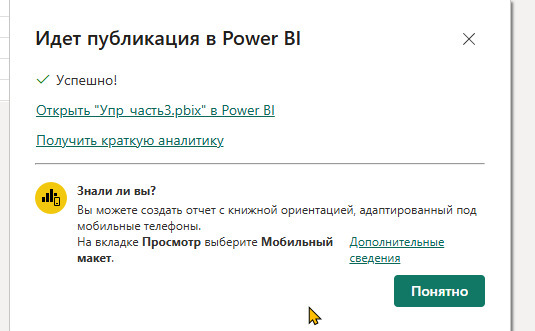 Идет публикация в Power BI
Успешно!
Открыть "Упр_часть3.pbix" в Power BI
Получить краткую аналитику
Знали ли вы?
Вы можете создать отчет с книжной ориентацией, адаптированный под
мобильные телефоны.
На вкладке Просмотр выберите Мобильный
макет.
Дополнительные
сведения
Понятно